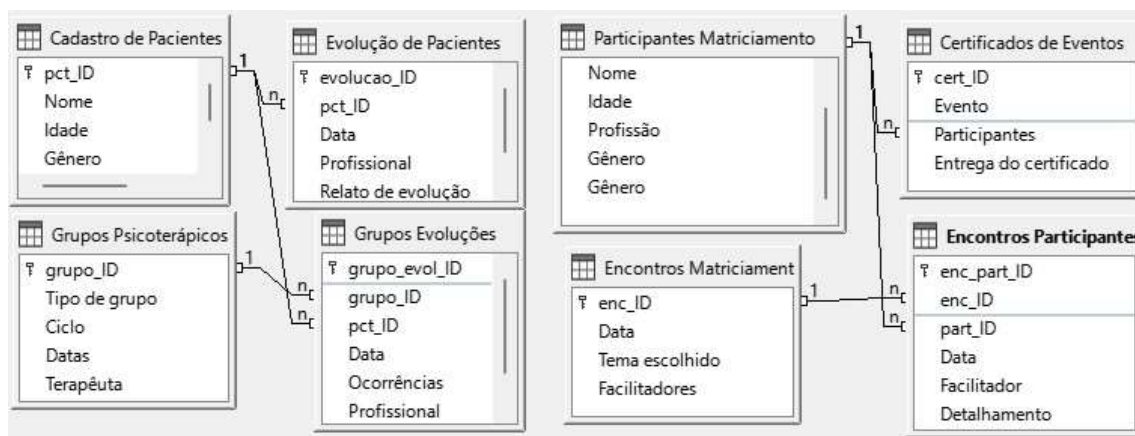 Cadastro de Pacientes
pct_ID
Nome
Idade
Gênero
Evolução de Pacientes
evolucao_ID
pct_ID
Data
Profissional
Relato de evolução
Grupos Psicoterápicos
grupo_ID
Tipo de grupo
Ciclo
Datas
Terapêuta
Grupos Evoluções
grupo_evol_ID
grupo_ID
pct_ID
Data
Ocorrências
Profissional
1
n
n
1
n
Participantes Matriciamento
Nome
Idade
Profissão
Gênero
Gênero
Certificados de Eventos
cert_ID
Evento
Participantes
Entrega do certificado
Encontros Matriciament
enc_ID
Data
Tema escolhido
Facilitadores
Encontros Participantes
enc_part_ID
enc_ID
part_ID
Data
Facilitador
Detalhamento
1
n
1
n
n